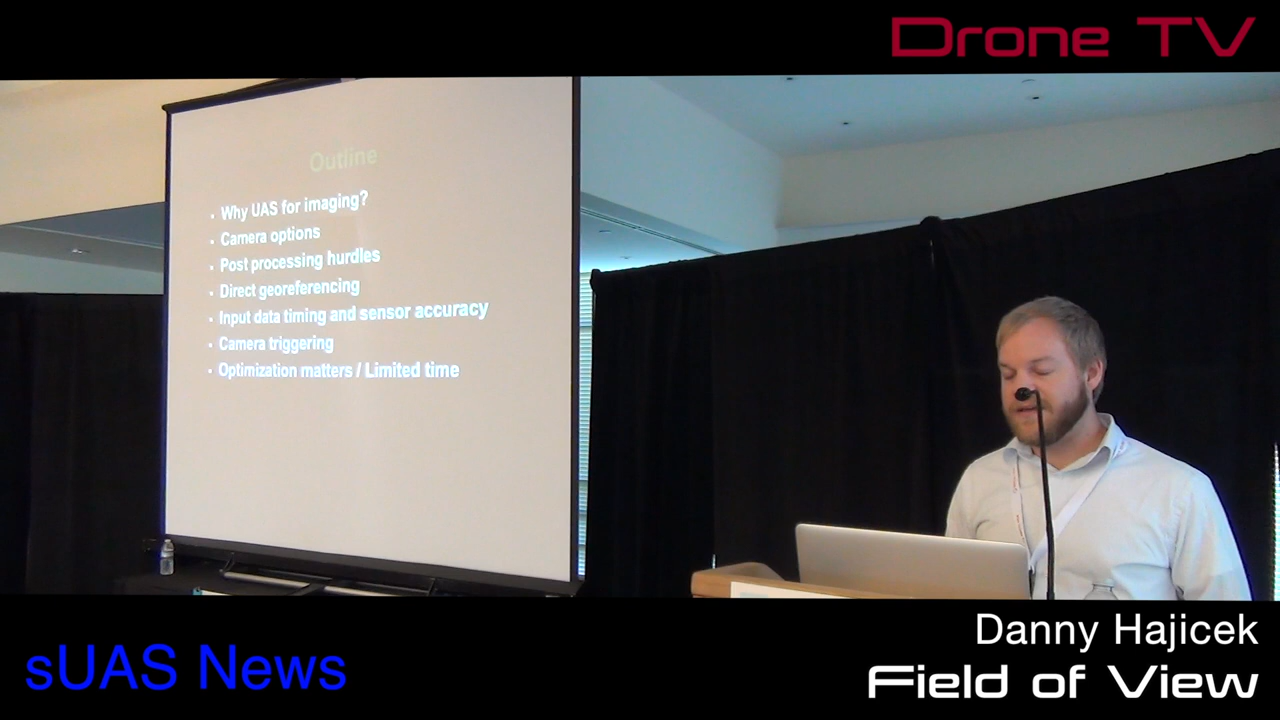 Drone TV
Outline
Why UAS for imaging?
Camera options
Post processing hurdles
Direct georeferencing
Input data timing and sensor accuracy
Camera triggering
Optimization matters / Limited time
Danny Hajicek
sUAS News
Field of View